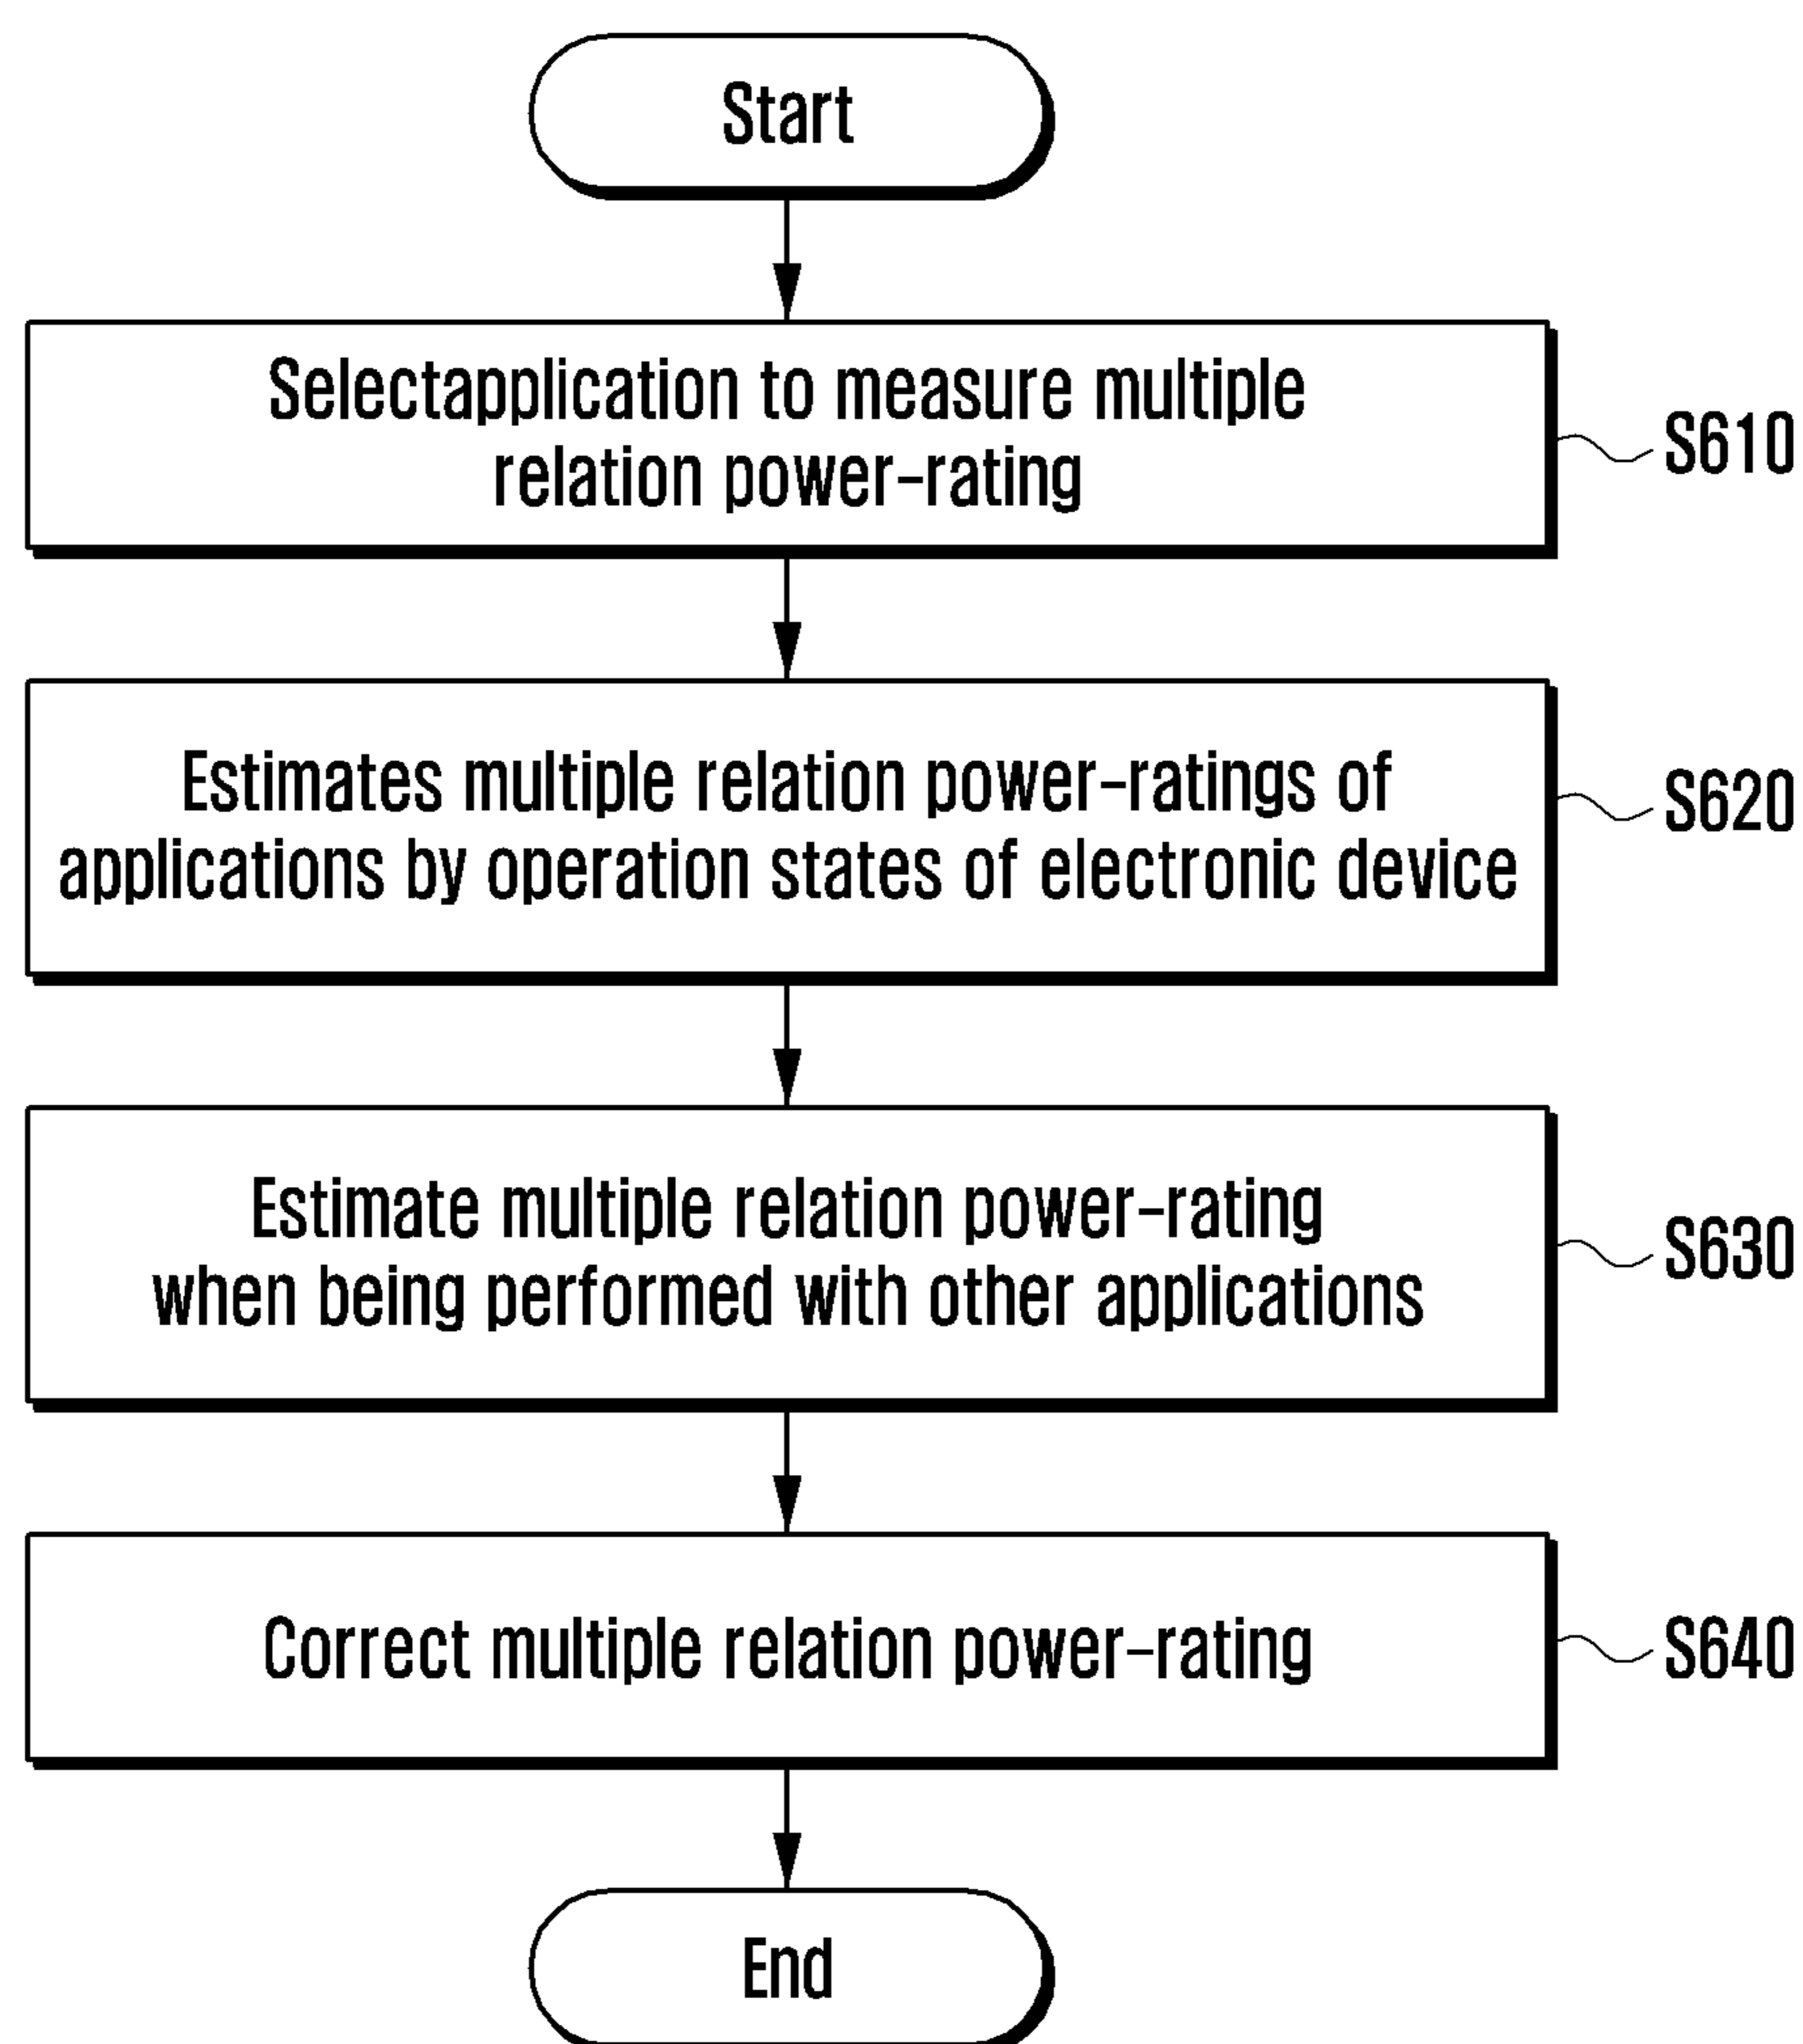 Start
Selectapplication to measure multiple
relation power-rating
S610
Estimates multiple relation power-ratings of
applications by operation states of electronic device
S620
Estimate multiple relation power-rating
when being performed with other applications
S630
Correct multiple relation power-rating
S640
End